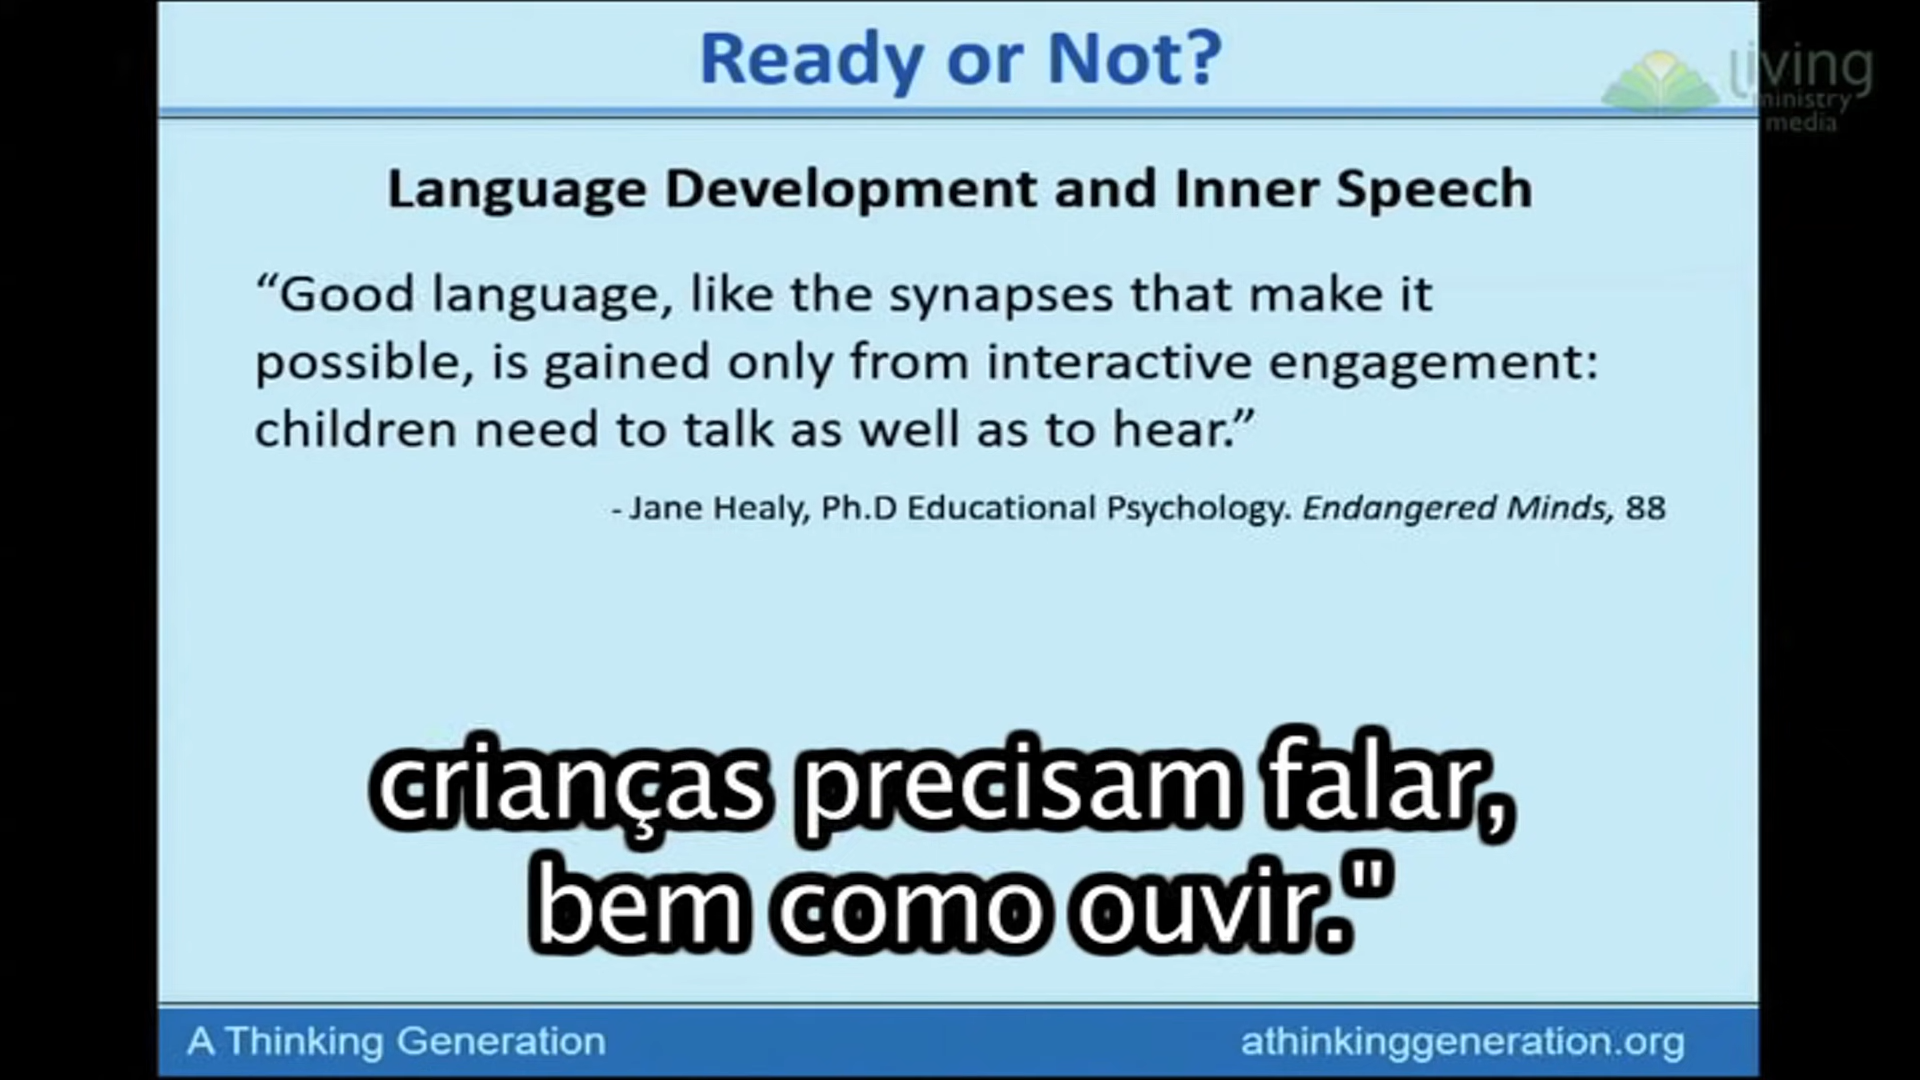 Ready or Not?
living
ministry
media
Language Development and Inner Speech
“Good language, like the synapses that make it
possible, is gained only from interactive engagement:
children need to talk as well as to hear.”
- Jane Healy, Ph.D Educational Psychology. Endangered Minds, 88
crianças precisam falar,
bem como ouvir."
A Thinking Generation
athinkinggeneration.org